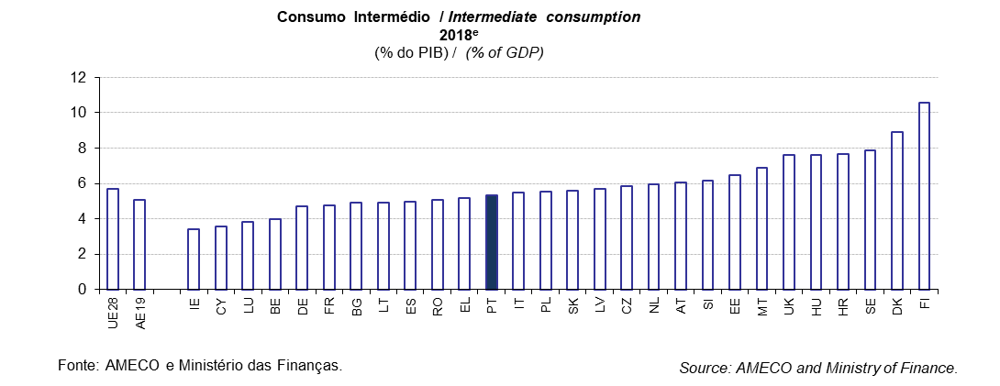 Consumo Intermédio / Intermediate consumption
2018ᵉ
(% do PIB) / (% of GDP)
12
10
8
6
4
2
0
UE28 AE19 IE CY LU BE DE FR BG LT ES RO EL PT IT PL SK LV CZ NL AT SI EE MT UK HU HR SE DK FI
Fonte: AMECO e Ministério das Finanças.
Source: AMECO and Ministry of Finance.